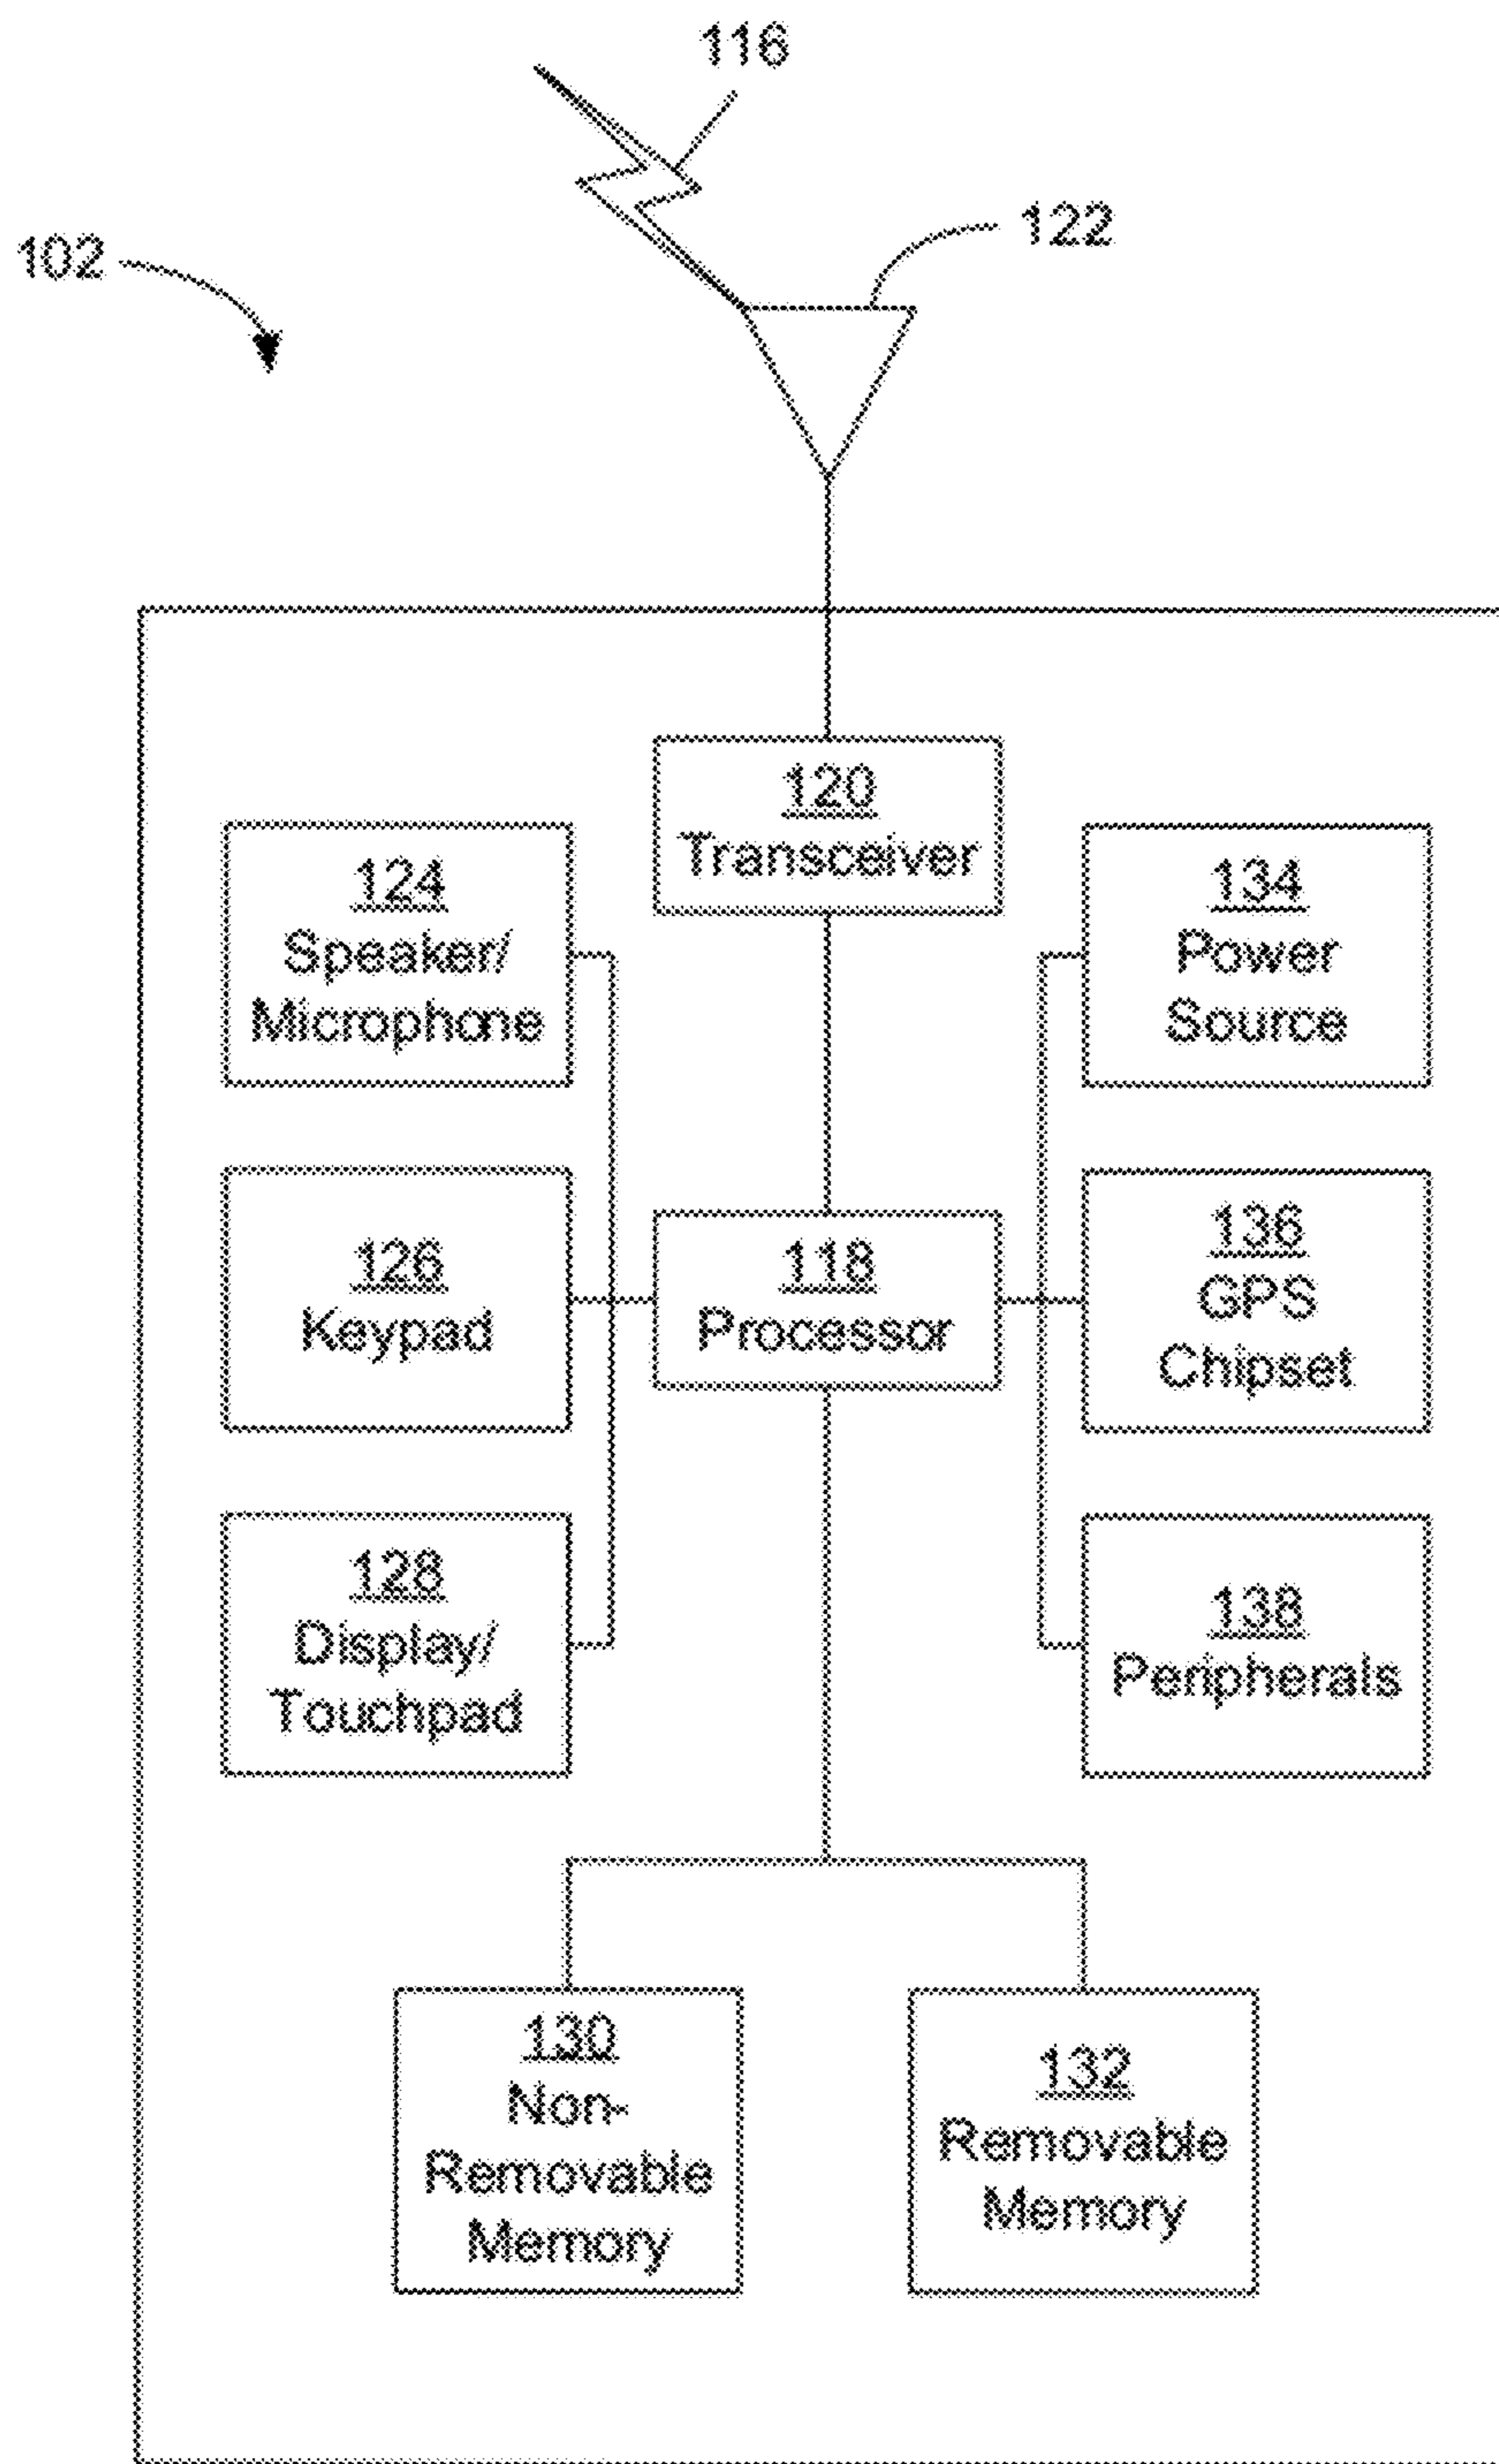 116
122
102
120
Transceiver
124
Speaker/
Microphone
134
Power
Source
126
Keypad
118
Processor
136
GPS
Chipset
128
Display/
Touchpad
138
Peripherals
130
Non-
Removable
Memory
132
Removable
Memory